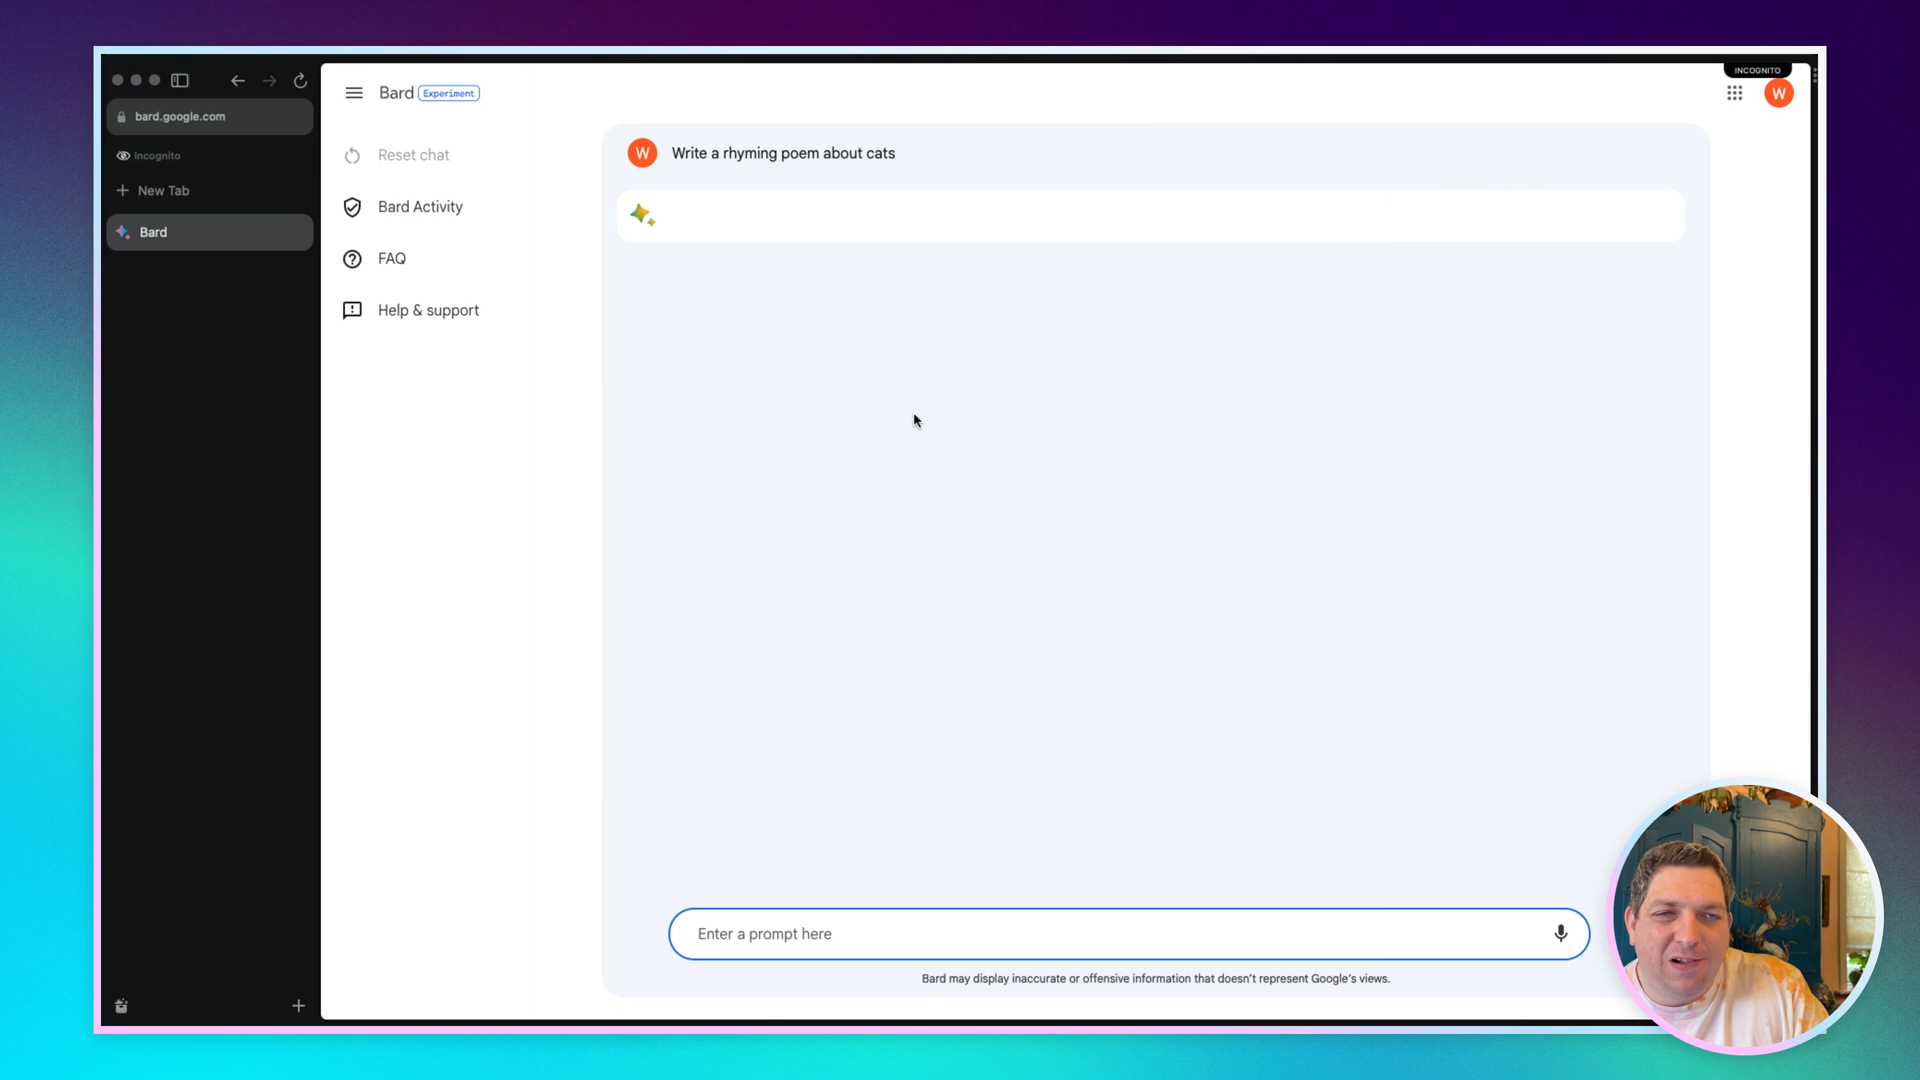 bard.google.com
Incognito
New Tab
Bard
Bard Experiment
INCOGNITO
W
Reset chat
Bard Activity
FAQ
Help & support
W Write a rhyming poem about cats
Enter a prompt here
Bard may display inaccurate or offensive information that doesn't represent Google's views.